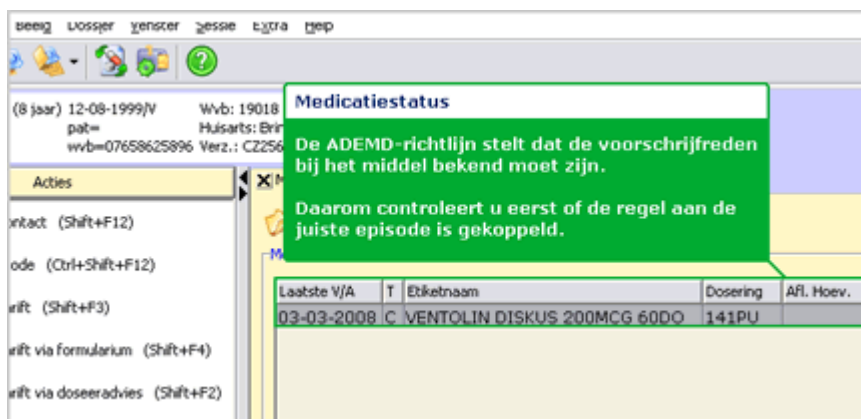 Beeld Dossier Venster Sessie Extra Help
(8 jaar) 12-08-1999/V Wvb: 19018
pat= Huisarts: Brin
wvb=07658625896 Verz.: CZ256
Medicatiestatus
De ADEMD-richtlijn stelt dat de voorschrijfreden
bij het middel bekend moet zijn.
Daarom controleert u eerst of de regel aan de
juiste episode is gekoppeld.
Acties
ontact (Shift+F12)
ode (Ctrl+Shift+F12)
rift (Shift+F3)
rift via formularium (Shift+F4)
rift via doseeradvies (Shift+F2)
Me
Laatste V/A T Etiketnaam Dosering Afl. Hoev.
03-03-2008 C VENTOLIN DISKUS 200MCG 60DO 141PU